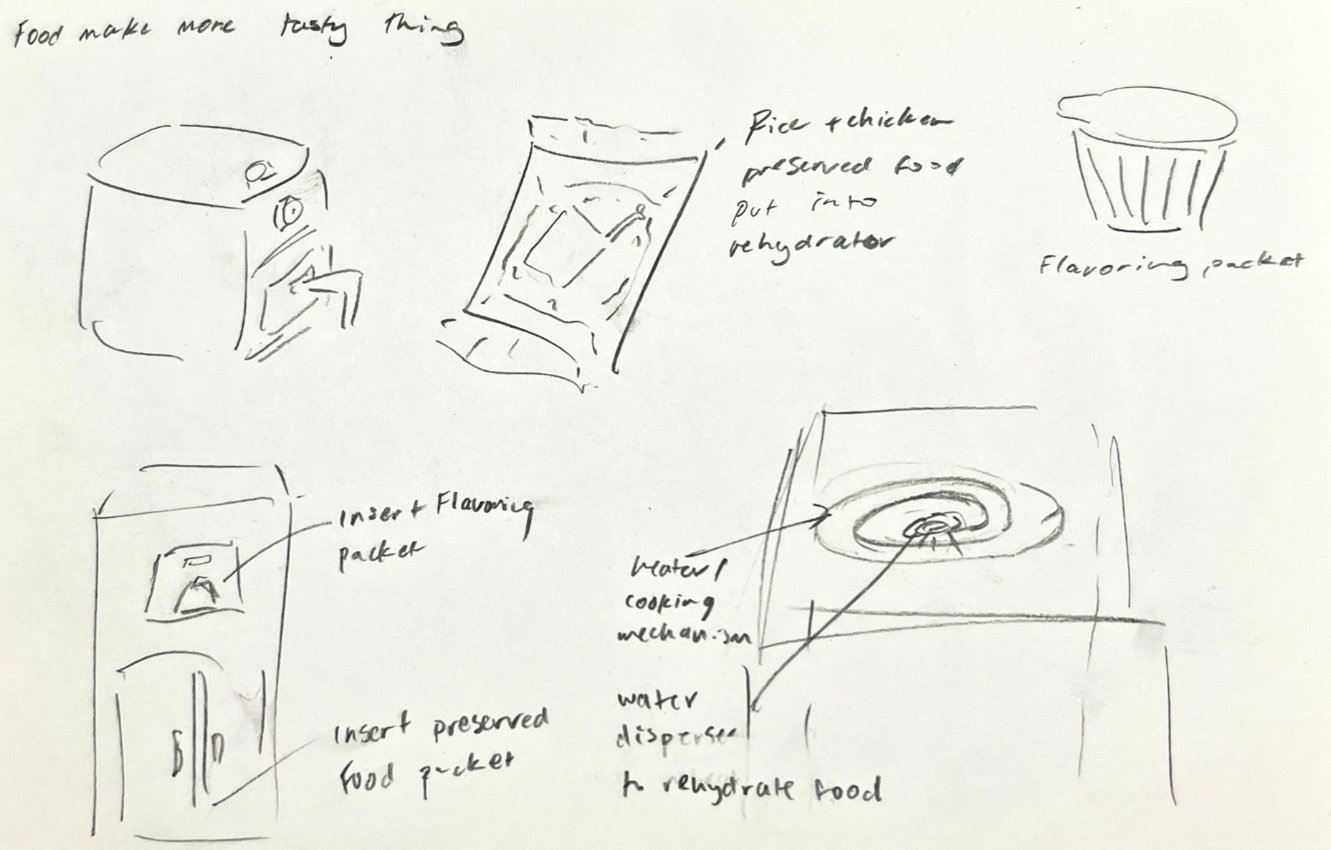 Food make more tasty thing
Rice + chicken
preserved food
put into
rehydrator
Flavoring packet
insert Flavoring
packet
insert preserved
food packet
heater/
cooking
mechanism
water
disperser
to rehydrate food